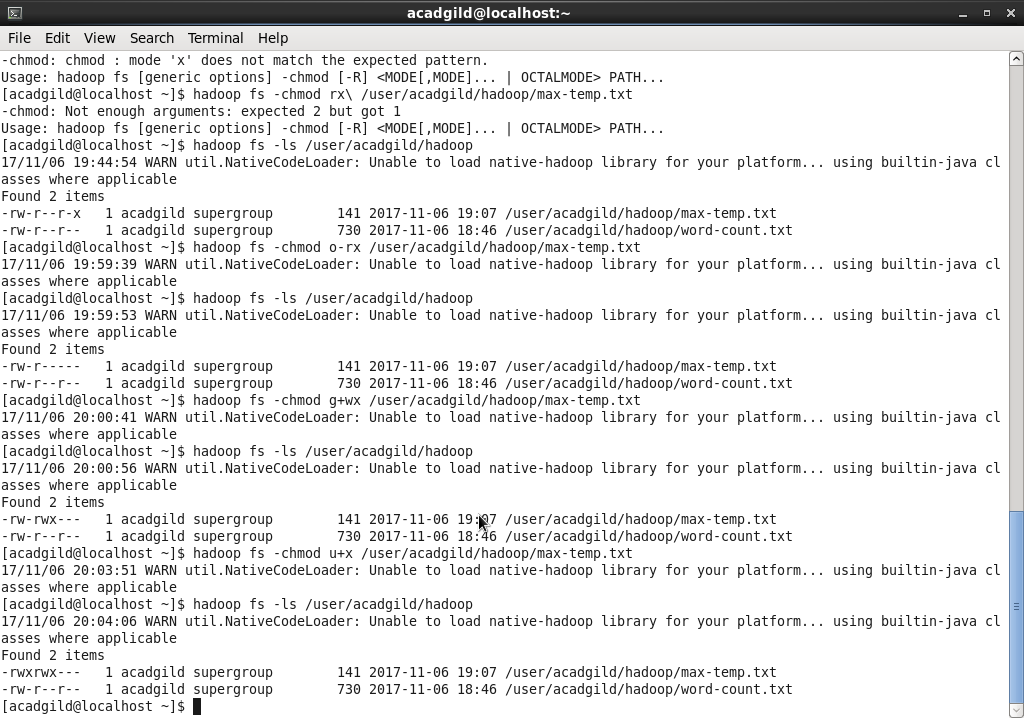 acadgild@localhost:~
File Edit View Search Terminal Help
-chmod: chmod : mode 'x' does not match the expected pattern.
Usage: hadoop fs [generic options] -chmod [-R] <MODE[,MODE]... | OCTALMODE> PATH...
[acadgild@localhost ~]$ hadoop fs -chmod rx\ /user/acadgild/hadoop/max-temp.txt
-chmod: Not enough arguments: expected 2 but got 1
Usage: hadoop fs [generic options] -chmod [-R] <MODE[,MODE]... | OCTALMODE> PATH...
[acadgild@localhost ~]$ hadoop fs -ls /user/acadgild/hadoop
17/11/06 19:44:54 WARN util.NativeCodeLoader: Unable to load native-hadoop library for your platform... using builtin-java cl
asses where applicable
Found 2 items
-rw-r--r-x   1 acadgild supergroup        141 2017-11-06 19:07 /user/acadgild/hadoop/max-temp.txt
-rw-r--r--   1 acadgild supergroup        730 2017-11-06 18:46 /user/acadgild/hadoop/word-count.txt
[acadgild@localhost ~]$ hadoop fs -chmod o-rx /user/acadgild/hadoop/max-temp.txt
17/11/06 19:59:39 WARN util.NativeCodeLoader: Unable to load native-hadoop library for your platform... using builtin-java cl
asses where applicable
[acadgild@localhost ~]$ hadoop fs -ls /user/acadgild/hadoop
17/11/06 19:59:53 WARN util.NativeCodeLoader: Unable to load native-hadoop library for your platform... using builtin-java cl
asses where applicable
Found 2 items
-rw-r-----   1 acadgild supergroup        141 2017-11-06 19:07 /user/acadgild/hadoop/max-temp.txt
-rw-r--r--   1 acadgild supergroup        730 2017-11-06 18:46 /user/acadgild/hadoop/word-count.txt
[acadgild@localhost ~]$ hadoop fs -chmod g+wx /user/acadgild/hadoop/max-temp.txt
17/11/06 20:00:41 WARN util.NativeCodeLoader: Unable to load native-hadoop library for your platform... using builtin-java cl
asses where applicable
[acadgild@localhost ~]$ hadoop fs -ls /user/acadgild/hadoop
17/11/06 20:00:56 WARN util.NativeCodeLoader: Unable to load native-hadoop library for your platform... using builtin-java cl
asses where applicable
Found 2 items
-rw-rwx---   1 acadgild supergroup        141 2017-11-06 19:07 /user/acadgild/hadoop/max-temp.txt
-rw-r--r--   1 acadgild supergroup        730 2017-11-06 18:46 /user/acadgild/hadoop/word-count.txt
[acadgild@localhost ~]$ hadoop fs -chmod u+x /user/acadgild/hadoop/max-temp.txt
17/11/06 20:03:51 WARN util.NativeCodeLoader: Unable to load native-hadoop library for your platform... using builtin-java cl
asses where applicable
[acadgild@localhost ~]$ hadoop fs -ls /user/acadgild/hadoop
17/11/06 20:04:06 WARN util.NativeCodeLoader: Unable to load native-hadoop library for your platform... using builtin-java cl
asses where applicable
Found 2 items
-rwxrwx---   1 acadgild supergroup        141 2017-11-06 19:07 /user/acadgild/hadoop/max-temp.txt
-rw-r--r--   1 acadgild supergroup        730 2017-11-06 18:46 /user/acadgild/hadoop/word-count.txt
[acadgild@localhost ~]$